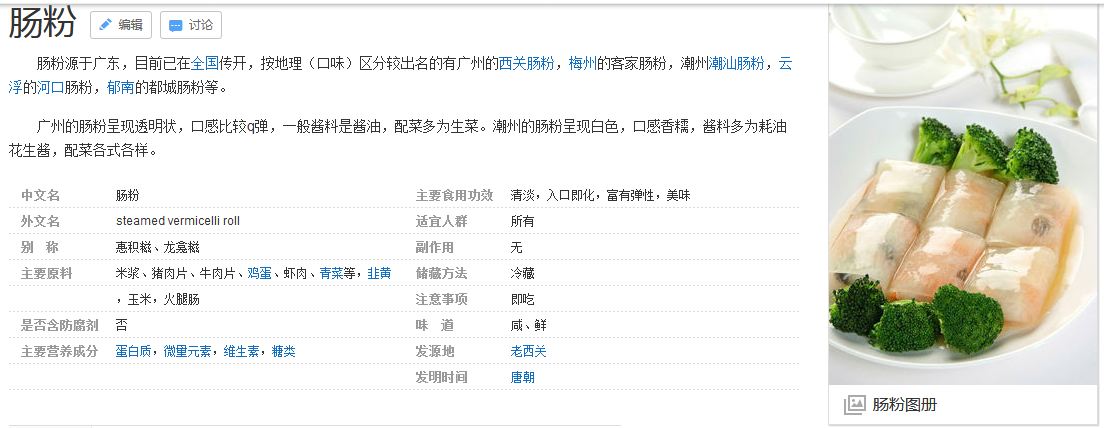 肠粉 编辑 讨论
肠粉源于广东，目前已在全国传开，按地理（口味）区分较出名的有广州的西关肠粉，梅州的客家肠粉，潮州潮汕肠粉，云
浮的河口肠粉，郁南的都城肠粉等。
广州的肠粉呈现透明状，口感比较q弹，一般酱料是酱油，配菜多为生菜。潮州的肠粉呈现白色，口感香糯，酱料多为耗油
花生酱，配菜各式各样。
中文名 肠粉
外文名 steamed vermicelli roll
别 称 惠积糍、龙龛糍
主要原料 米浆、猪肉片、牛肉片、鸡蛋、虾肉、青菜等，韭黄
，玉米，火腿肠
是否含防腐剂 否
主要营养成分 蛋白质，微量元素，维生素，糖类
主要食用功效 清淡，入口即化，富有弹性，美味
适宜人群 所有
副作用 无
储藏方法 冷藏
注意事项 即吃
味 道 咸、鲜
发源地 老西关
发明时间 唐朝
肠粉图册